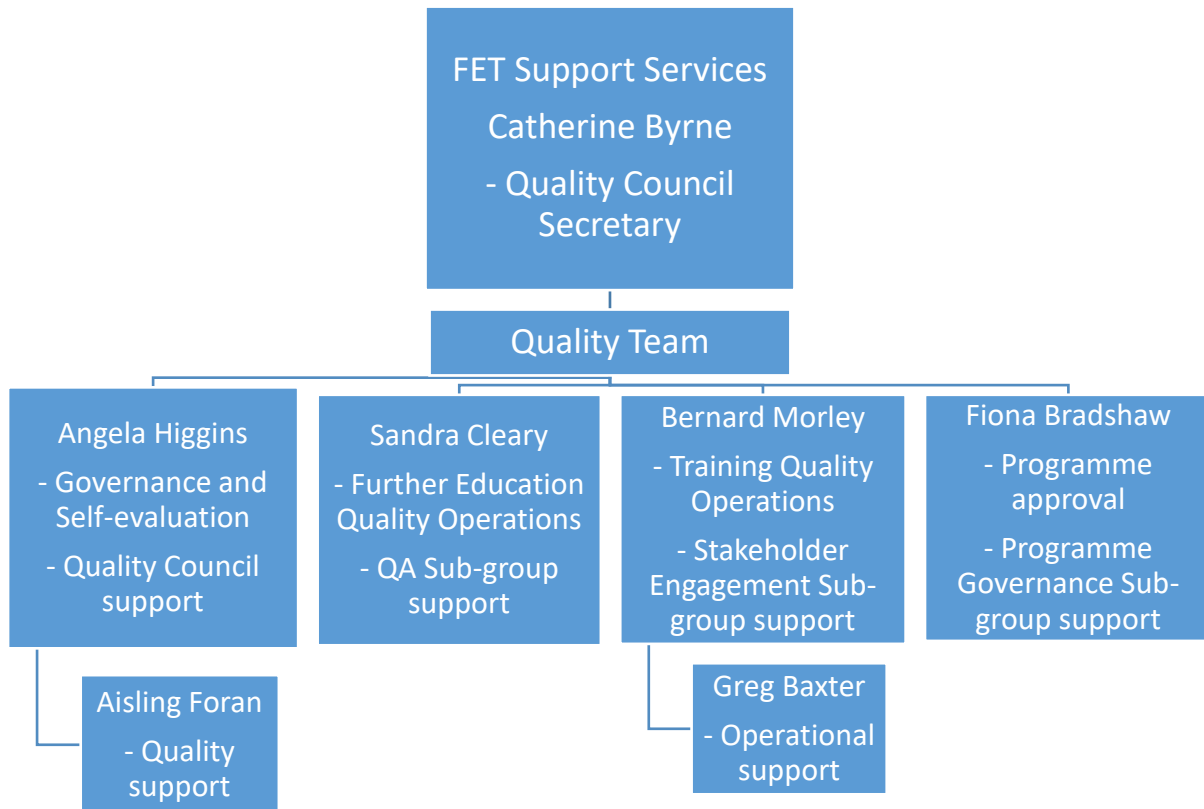 FET Support Services
Catherine Byrne
- Quality Council
Secretary
Quality Team
Angela Higgins
- Governance and
Self-evaluation
- Quality Council
support
Sandra Cleary
- Further Education
Quality Operations
- QA Sub-group
support
Bernard Morley
- Training Quality
Operations
- Stakeholder
Engagement Sub-
group support
Fiona Bradshaw
- Programme
approval
- Programme
Governance Sub-
group support
Aisling Foran
- Quality
support
Greg Baxter
- Operational
support